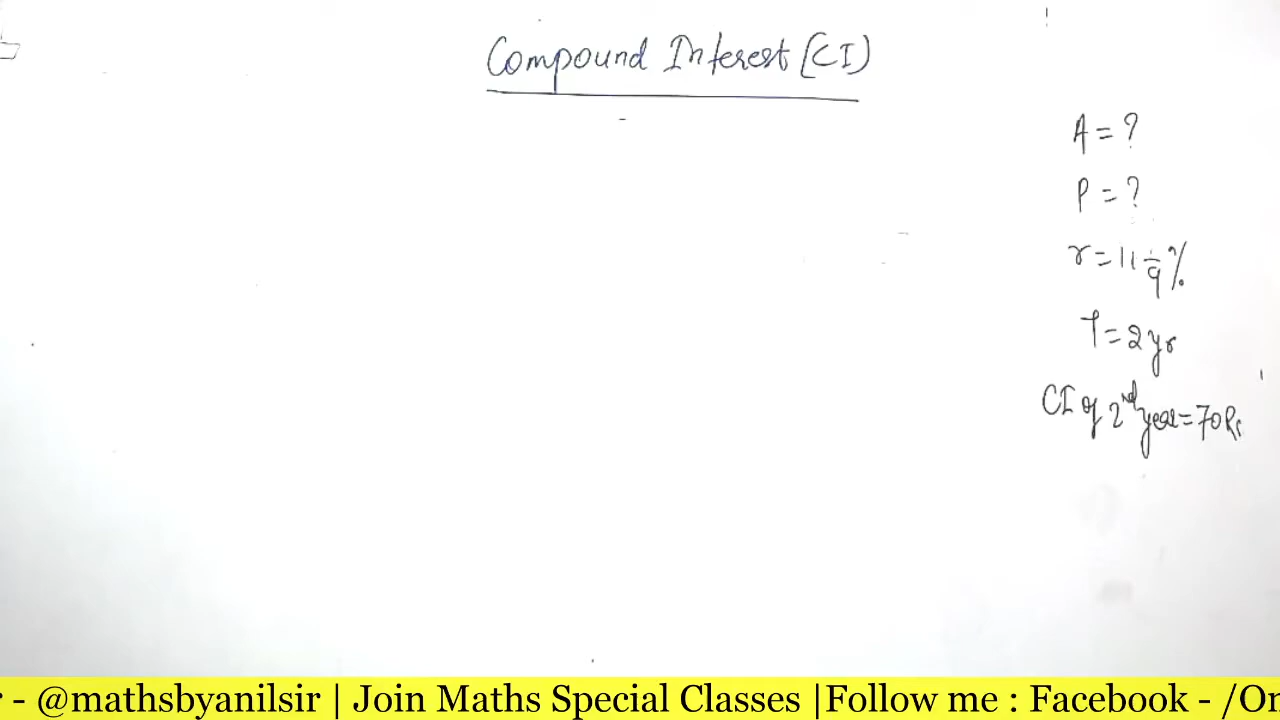 Compound Interest (CI)
A = ?
P = ?
r = 11 1/9 %
T = 2 yr
CI of 2nd year = 70 Rs
r - @mathsbyanilsir | Join Maths Special Classes |Follow me : Facebook - /On